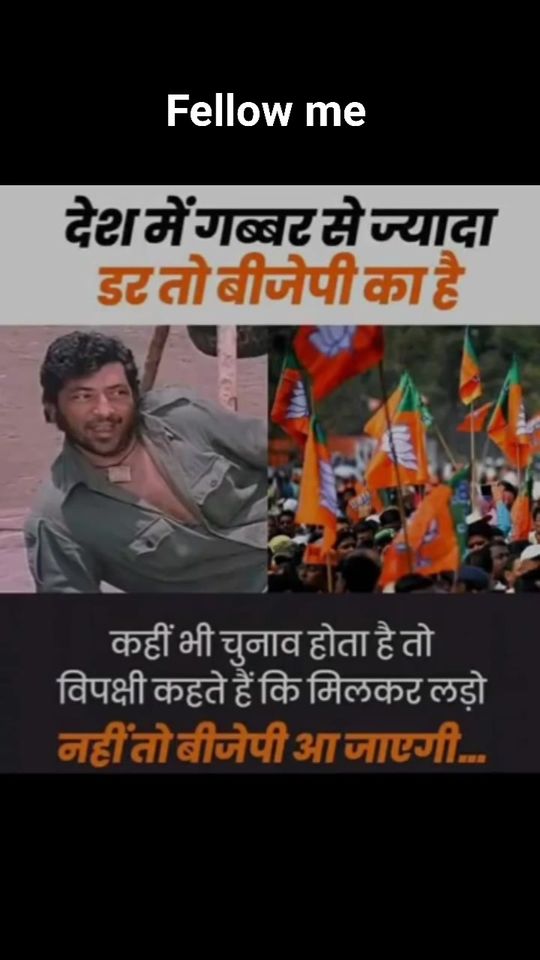 Fellow me
देश में गब्बर से ज्यादा
डर तो बीजेपी का है
कहीं भी चुनाव होता है तो
विपक्षी कहते हैं कि मिलकर लड़ो
नहीं तो बीजेपी आ जाएगी...